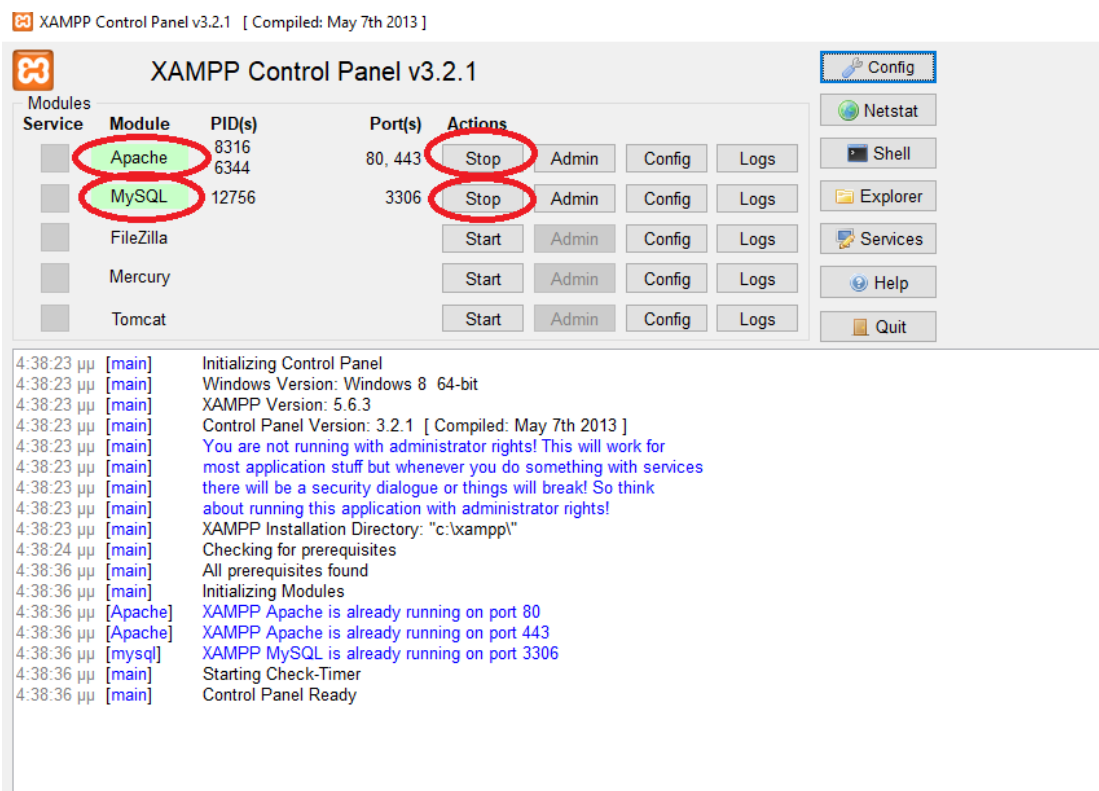 XAMPP Control Panel v3.2.1 [ Compiled: May 7th 2013 ]
XAMPP Control Panel v3.2.1
Config
Modules
Service Module PID(s) Port(s) Actions
Netstat
Apache 8316 6344 80, 443 Stop Admin Config Logs
Shell
MySQL 12756 3306 Stop Admin Config Logs
Explorer
FileZilla Start Admin Config Logs
Services
Mercury Start Admin Config Logs
Help
Tomcat Start Admin Config Logs
Quit
4:38:23 μμ [main] Initializing Control Panel
4:38:23 μμ [main] Windows Version: Windows 8 64-bit
4:38:23 μμ [main] XAMPP Version: 5.6.3
4:38:23 μμ [main] Control Panel Version: 3.2.1 [ Compiled: May 7th 2013 ]
4:38:23 μμ [main] You are not running with administrator rights! This will work for
4:38:23 μμ [main] most application stuff but whenever you do something with services
4:38:23 μμ [main] there will be a security dialogue or things will break! So think
4:38:23 μμ [main] about running this application with administrator rights!
4:38:23 μμ [main] XAMPP Installation Directory: "c:\xampp\"
4:38:24 μμ [main] Checking for prerequisites
4:38:36 μμ [main] All prerequisites found
4:38:36 μμ [main] Initializing Modules
4:38:36 μμ [Apache] XAMPP Apache is already running on port 80
4:38:36 μμ [Apache] XAMPP Apache is already running on port 443
4:38:36 μμ [mysql] XAMPP MySQL is already running on port 3306
4:38:36 μμ [main] Starting Check-Timer
4:38:36 μμ [main] Control Panel Ready